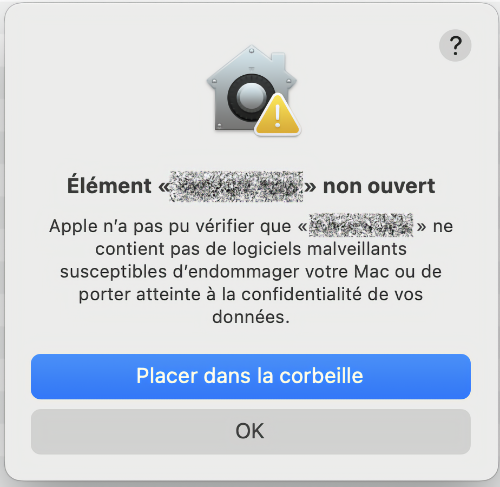 ?
Élément « » non ouvert
Apple n’a pas pu vérifier que « » ne
contient pas de logiciels malveillants
susceptibles d’endommager votre Mac ou de
porter atteinte à la confidentialité de vos
données.
Placer dans la corbeille
OK